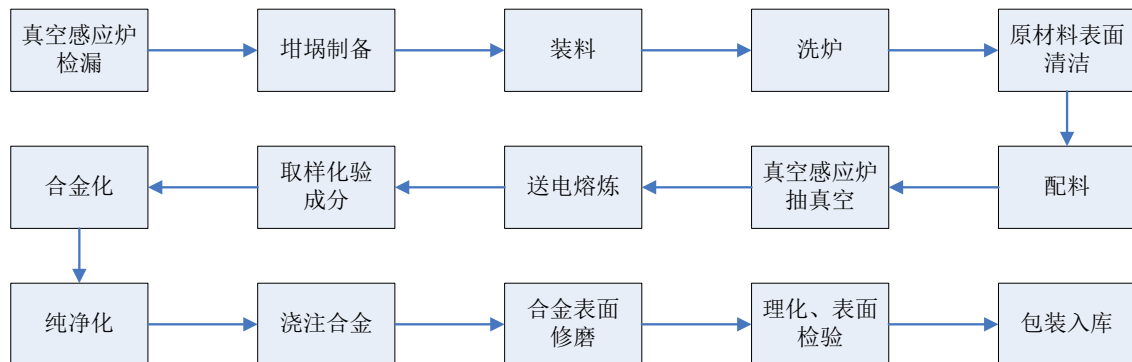 真空感应炉
检漏
坩埚制备
装料
洗炉
原材料表面
清洁
合金化
取样化验
成分
送电熔炼
真空感应炉
抽真空
配料
纯净化
浇注合金
合金表面
修磨
理化、表面
检验
包装入库